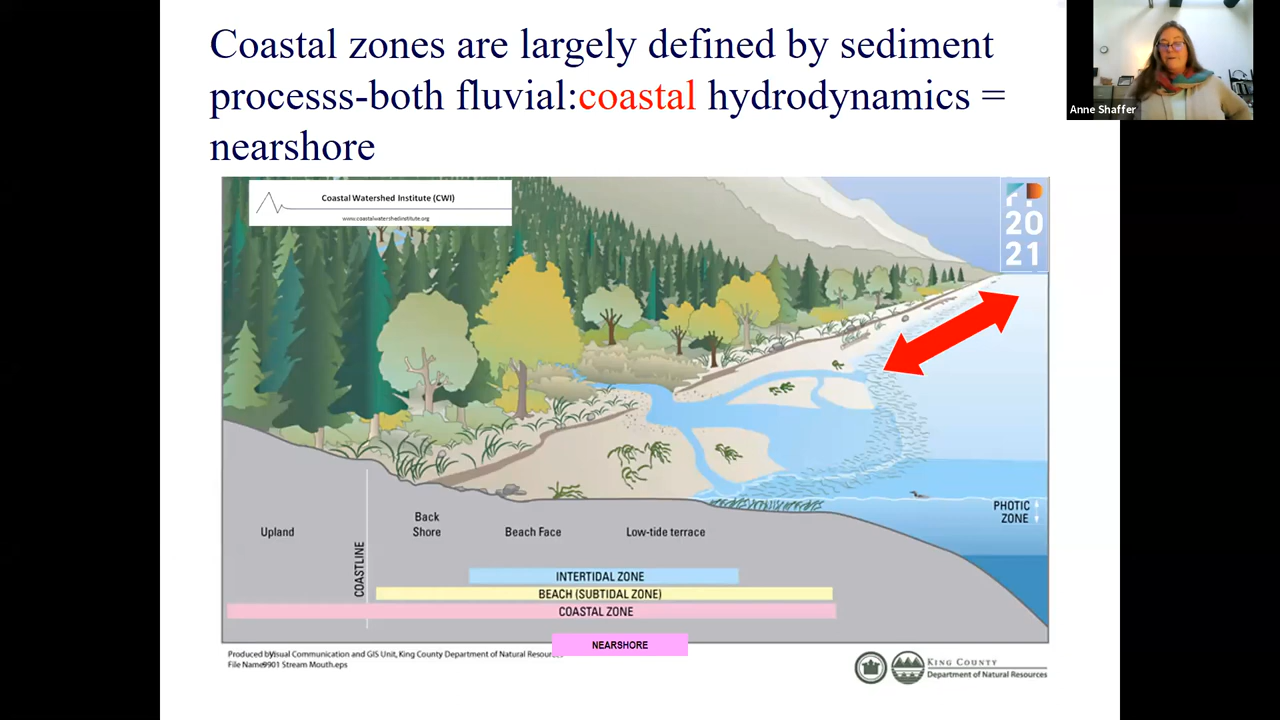 Coastal zones are largely defined by sediment
processs-both fluvial:coastal hydrodynamics =
nearshore
Anne Shaffer
Coastal Watershed Institute (CWI)
www.coastalwatershedinstitute.org
20
21
PHOTIC
ZONE
Upland
COASTLINE
Back
Shore
Beach Face
Low-tide terrace
INTERTIDAL ZONE
BEACH (SUBTIDAL ZONE)
COASTAL ZONE
NEARSHORE
Produced by Visual Communication and GIS Unit, King County Department of Natural
File Name 9901 Stream Mouth.eps
KING COUNTY
Department of Natural Resources